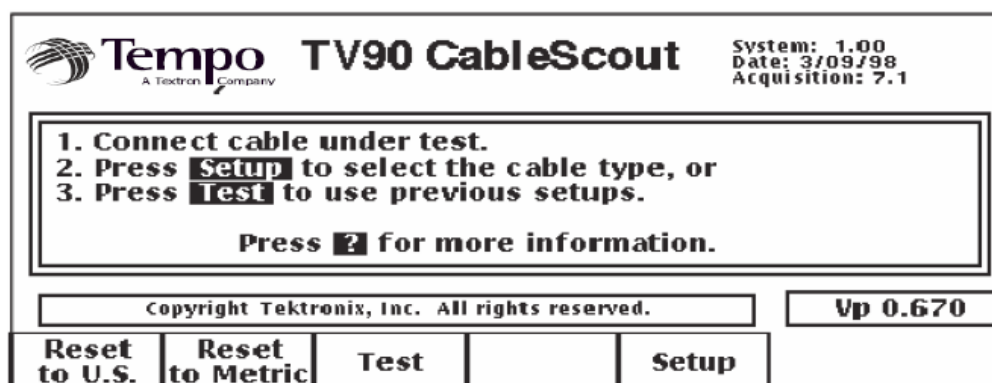 Tempo
A Textron Company
TV90 CableScout
System: 1.00
Date: 3/09/98
Acquisition: 7.1
1. Connect cable under test.
2. Press Setup to select the cable type, or
3. Press Test to use previous setups.
Press ? for more information.
Copyright Tektronix, Inc. All rights reserved.
Vp 0.670
Reset to U.S.
Reset to Metric
Test
Setup